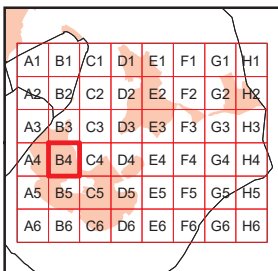 A1 B1 C1 D1 E1 F1 G1 H1
A2 B2 C2 D2 E2 F2 G2 H2
A3 B3 C3 D3 E3 F3 G3 H3
A4 B4 C4 D4 E4 F4 G4 H4
A5 B5 C5 D5 E5 F5 G5 H5
A6 B6 C6 D6 E6 F6 G6 H6